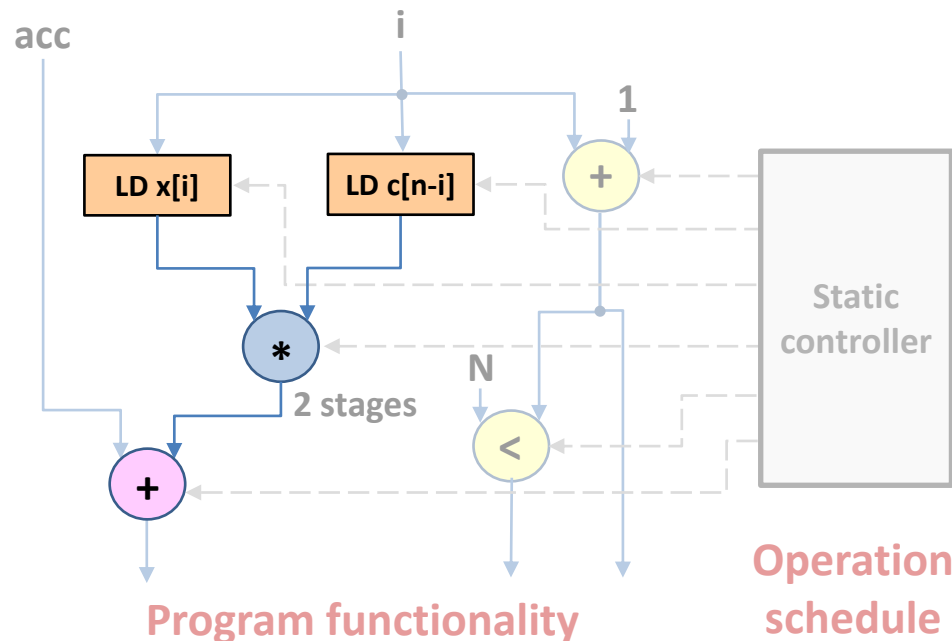 acc
i
1
LD x[i]
LD c[n-i]
+
Static
controller
*
N
2 stages
<
+
Operation
schedule
Program functionality